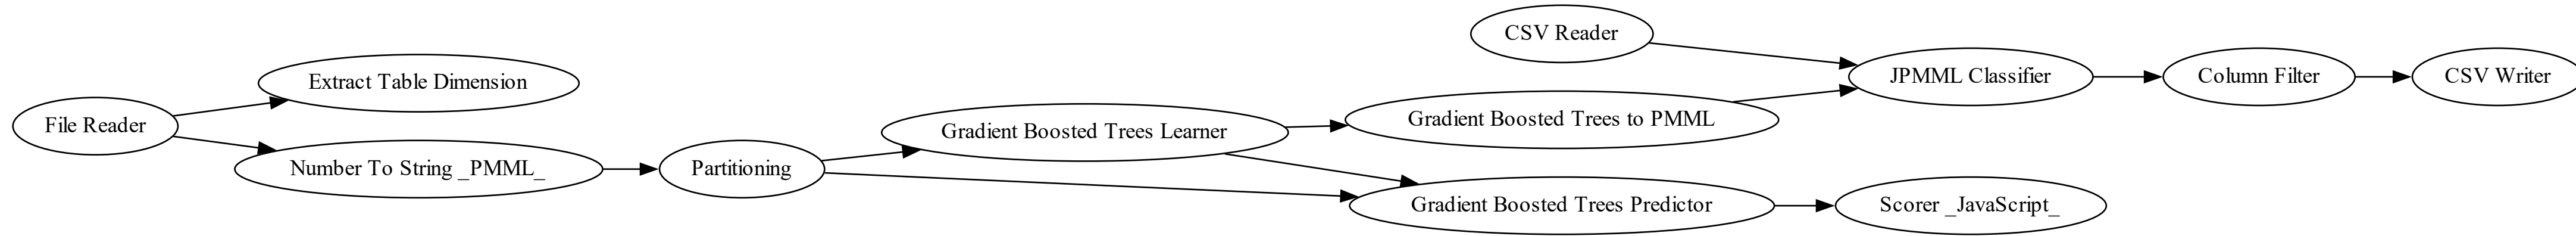 CSV Reader
Extract Table Dimension
JPMML Classifier
Column Filter
CSV Writer
File Reader
Gradient Boosted Trees Learner
Gradient Boosted Trees to PMML
Number To String _PMML_
Partitioning
Gradient Boosted Trees Predictor
Scorer _JavaScript_